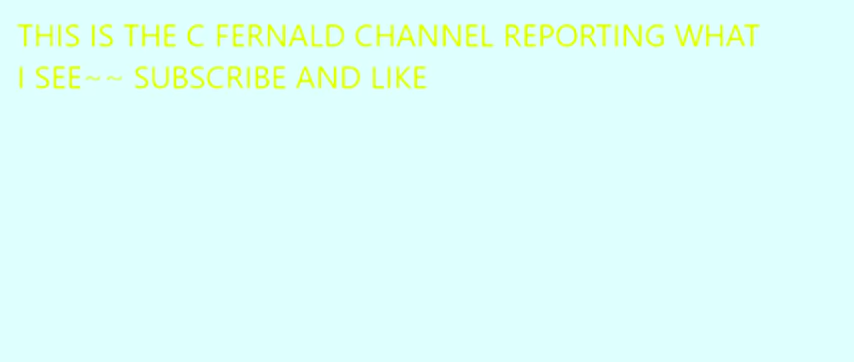 THIS IS THE C FERNALD CHANNEL REPORTING WHAT
I SEE~~ SUBSCRIBE AND LIKE